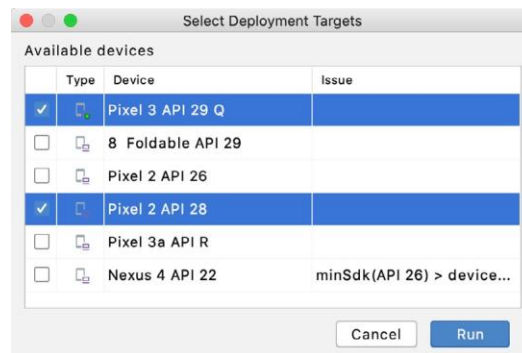 Select Deployment Targets
Available devices
Type Device Issue
Pixel 3 API 29 Q
8 Foldable API 29
Pixel 2 API 26
Pixel 2 API 28
Pixel 3a API R
Nexus 4 API 22 minSdk(API 26) > device...
Cancel Run